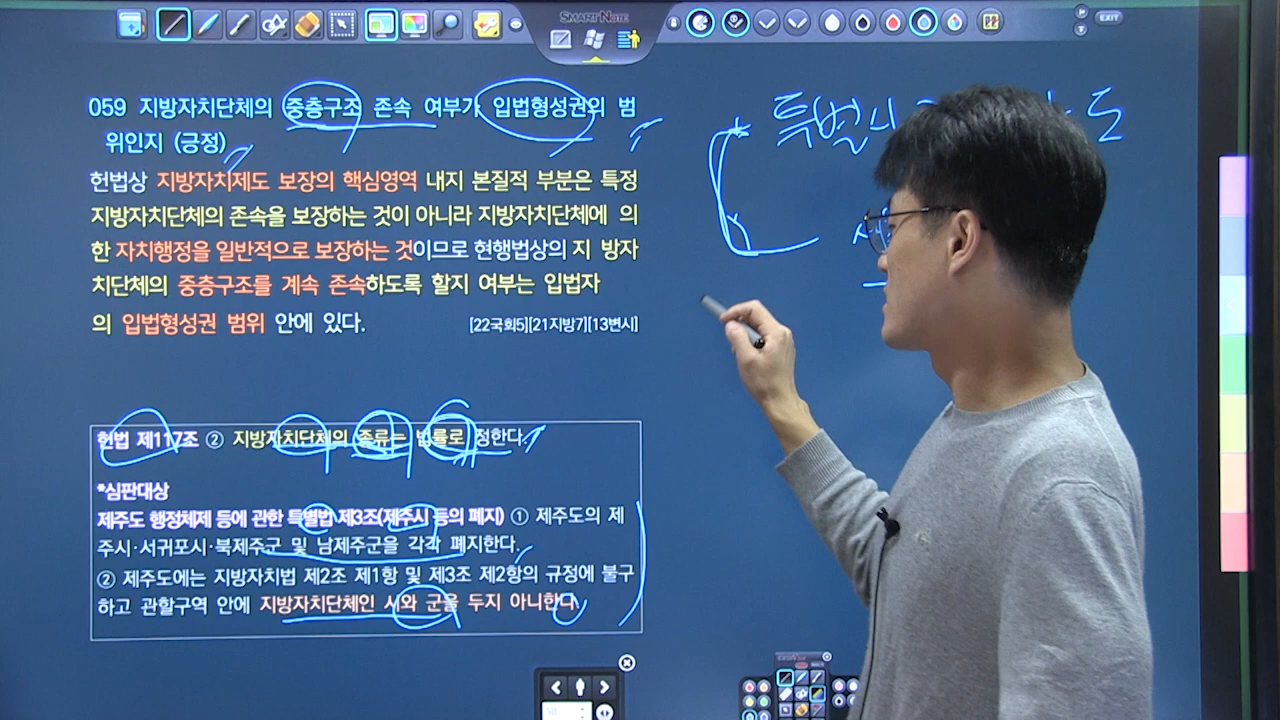 SMARTNOTE
EXIT
059 지방자치단체의 중층구조 존속 여부가 입법형성권의 범
위인지 (긍정)
헌법상 지방자치제도 보장의 핵심영역 내지 본질적 부분은 특정
지방자치단체의 존속을 보장하는 것이 아니라 지방자치단체에 의
한 자치행정을 일반적으로 보장하는 것이므로 현행법상의 지 방자
치단체의 중층구조를 계속 존속하도록 할지 여부는 입법자
의 입법형성권 범위 안에 있다.
[22국회5][21지방7][13변시]
헌법 제117조 ② 지방자치단체의 종류는 법률로 정한다.
*심판대상
제주도 행정체제 등에 관한 특별법 제3조(제주시 등의 폐지) ① 제주도의 제
주시·서귀포시·북제주군 및 남제주군을 각각 폐지한다.
② 제주도에는 지방자치법 제2조 제1항 및 제3조 제2항의 규정에 불구
하고 관할구역 안에 지방자치단체인 시와 군을 두지 아니한다.
특별시
도
58